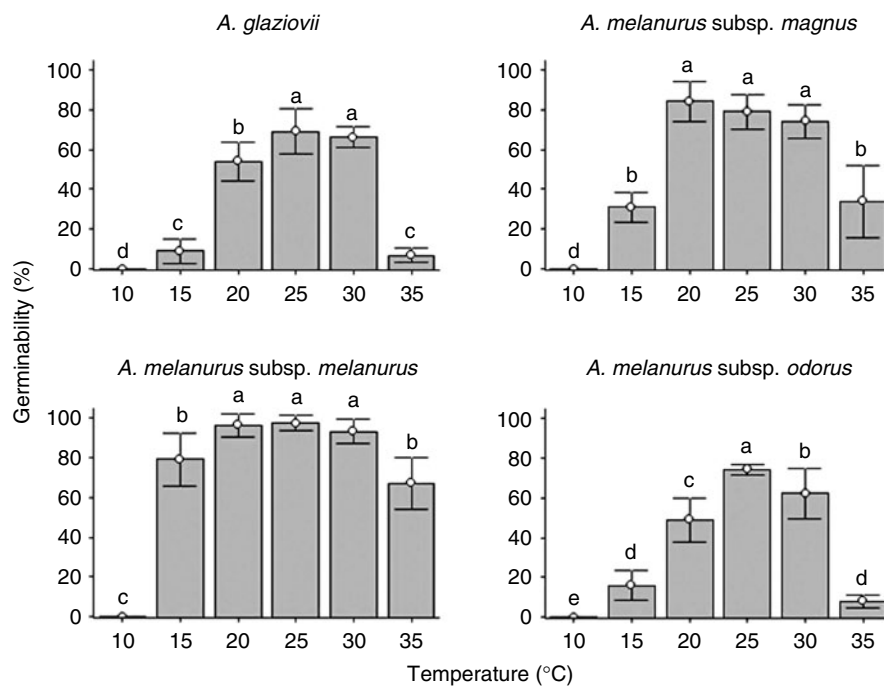 A. glaziovii
100
80
60
40
20
0
d
c
b
a
a
c
10 15 20 25 30 35
A. melanurus subsp. magnus
100
80
60
40
20
0
d
b
a
a
a
b
10 15 20 25 30 35
Germinability (%)
A. melanurus subsp. melanurus
100
80
60
40
20
0
c
b
a
a
a
b
10 15 20 25 30 35
A. melanurus subsp. odorus
100
80
60
40
20
0
e
d
c
a
b
d
10 15 20 25 30 35
Temperature (°C)